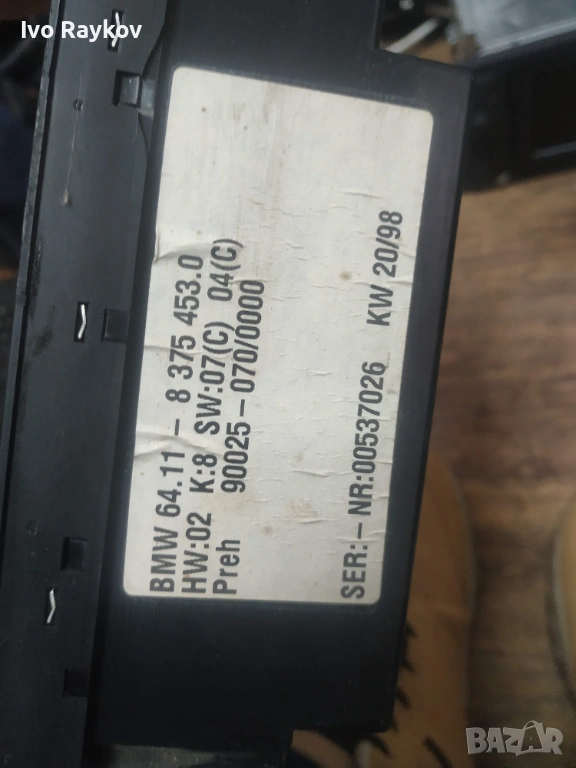 Ivo Raykov
BMW 64.11 – 8 375 453.0
HW:02 K:8 SW:07(C) 04(C)
Preh 90025–070/0000
SER:–NR:00537026 KW 20/98
BAZAR